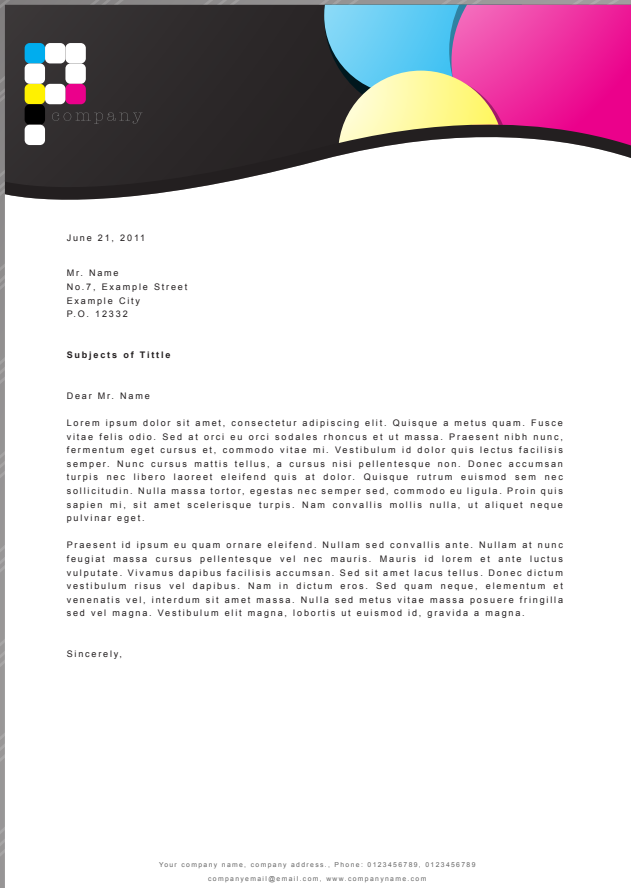 company
June 21, 2011
Mr. Name
No.7, Example Street
Example City
P.O. 12332
Subjects of Tittle
Dear Mr. Name
Lorem ipsum dolor sit amet, consectetur adipiscing elit. Quisque a metus quam. Fusce
vitae felis odio. Sed at orci eu orci sodales rhoncus et ut massa. Praesent nibh nunc,
fermentum eget cursus et, commodo vitae mi. Vestibulum id dolor quis lectus facilisis
semper. Nunc cursus mattis tellus, a cursus nisi pellentesque non. Donec accumsan
turpis nec libero laoreet eleifend quis at dolor. Quisque rutrum euismod sem nec
sollicitudin. Nulla massa tortor, egestas nec semper sed, commodo eu ligula. Proin quis
sapien mi, sit amet scelerisque turpis. Nam convallis mollis nulla, ut aliquet neque
pulvinar eget.
Praesent id ipsum eu quam ornare eleifend. Nullam sed convallis ante. Nullam at nunc
feugiat massa cursus pellentesque vel nec mauris. Mauris id lorem et ante luctus
vulputate. Vivamus dapibus facilisis accumsan. Sed sit amet lacus tellus. Donec dictum
vestibulum risus vel dapibus. Nam in dictum eros. Sed quam neque, elementum et
venenatis vel, interdum sit amet massa. Nulla sed metus vitae massa posuere fringilla
sed vel magna. Vestibulum elit magna, lobortis ut euismod id, gravida a magna.
Sincerely,
Your company name, company address., Phone: 0123456789, 0123456789
companyemail@email.com, www.companyname.com